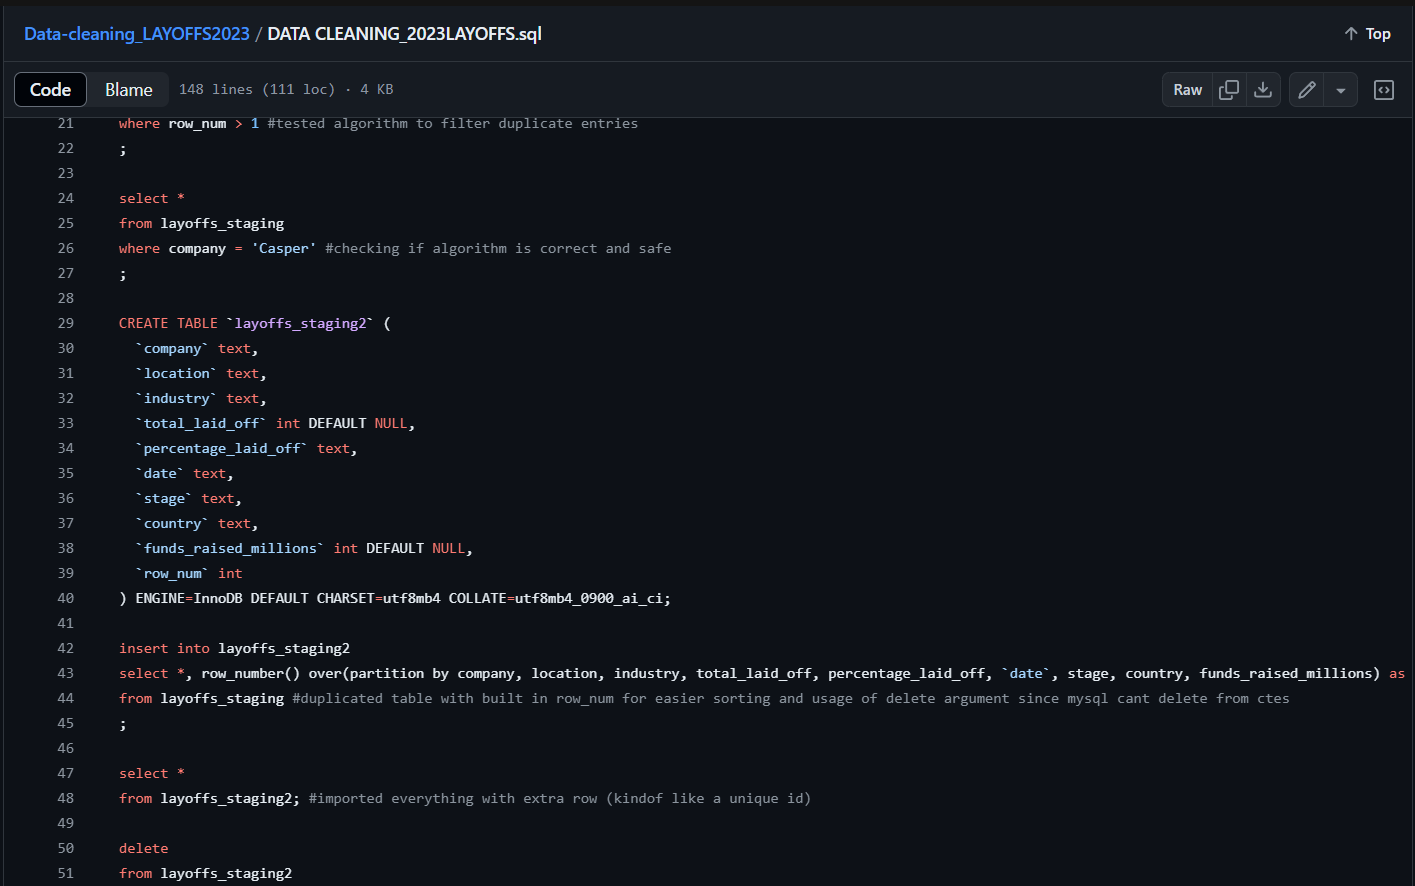 Data-cleaning_LAYOFFS2023 / DATA CLEANING_2023LAYOFFS.sql
Top
Code Blame 148 lines (111 loc) · 4 KB Raw
21 where row_num > 1 #tested algorithm to filter duplicate entries
22 ;
23
24 select *
25 from layoffs_staging
26 where company = 'Casper' #checking if algorithm is correct and safe
27 ;
28
29 CREATE TABLE `layoffs_staging2` (
30 `company` text,
31 `location` text,
32 `industry` text,
33 `total_laid_off` int DEFAULT NULL,
34 `percentage_laid_off` text,
35 `date` text,
36 `stage` text,
37 `country` text,
38 `funds_raised_millions` int DEFAULT NULL,
39 `row_num` int
40 ) ENGINE=InnoDB DEFAULT CHARSET=utf8mb4 COLLATE=utf8mb4_0900_ai_ci;
41
42 insert into layoffs_staging2
43 select *, row_number() over(partition by company, location, industry, total_laid_off, percentage_laid_off, `date`, stage, country, funds_raised_millions) as
44 from layoffs_staging #duplicated table with built in row_num for easier sorting and usage of delete argument since mysql cant delete from ctes
45 ;
46
47 select *
48 from layoffs_staging2; #imported everything with extra row (kindof like a unique id)
49
50 delete
51 from layoffs_staging2